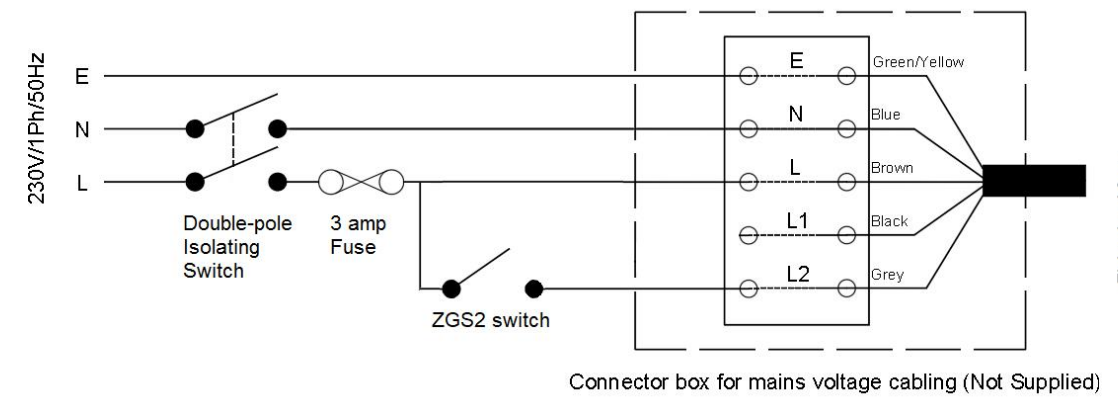 230V/1Ph/50Hz
E
N
L
Double-pole
Isolating
Switch
3 amp
Fuse
ZGS2 switch
E
Green/Yellow
N
Blue
L
Brown
L1
Black
L2
Grey
Connector box for mains voltage cabling (Not Supplied)